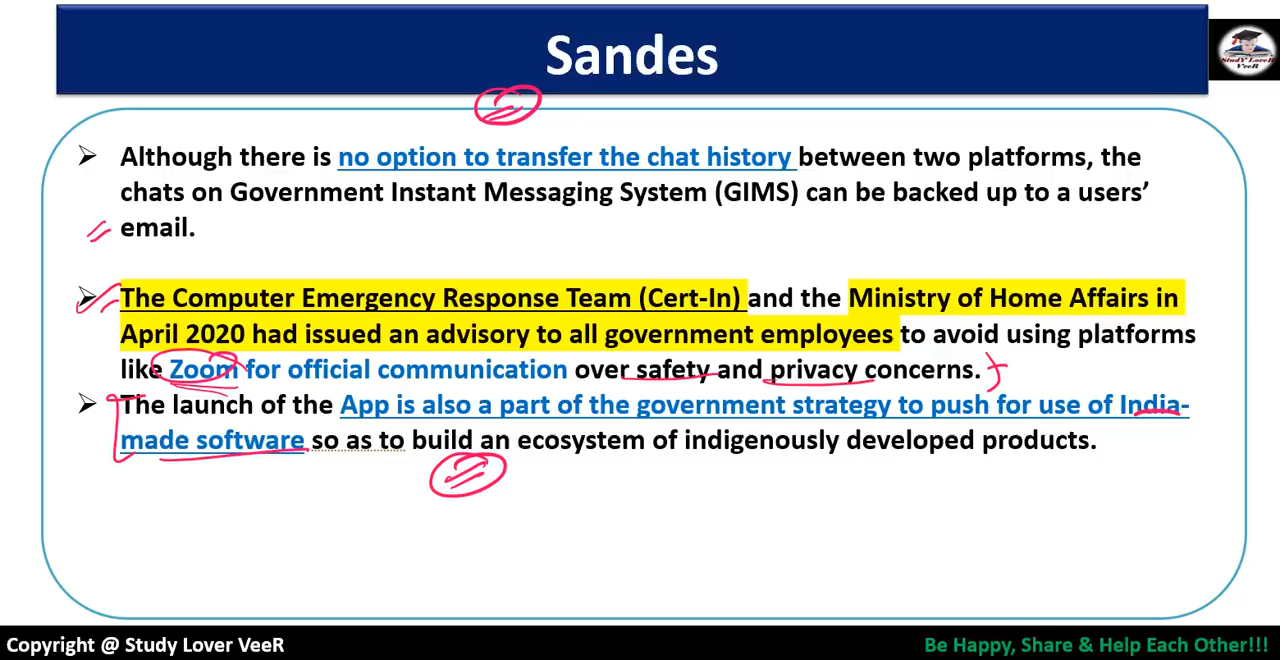 Sandes
StudY LoveR
VeeR
Although there is no option to transfer the chat history between two platforms, the
chats on Government Instant Messaging System (GIMS) can be backed up to a users’
email.
The Computer Emergency Response Team (Cert-In) and the Ministry of Home Affairs in
April 2020 had issued an advisory to all government employees to avoid using platforms
like Zoom for official communication over safety and privacy concerns.
The launch of the App is also a part of the government strategy to push for use of India-
made software so as to build an ecosystem of indigenously developed products.
Copyright @ Study Lover VeeR
Be Happy, Share & Help Each Other!!!